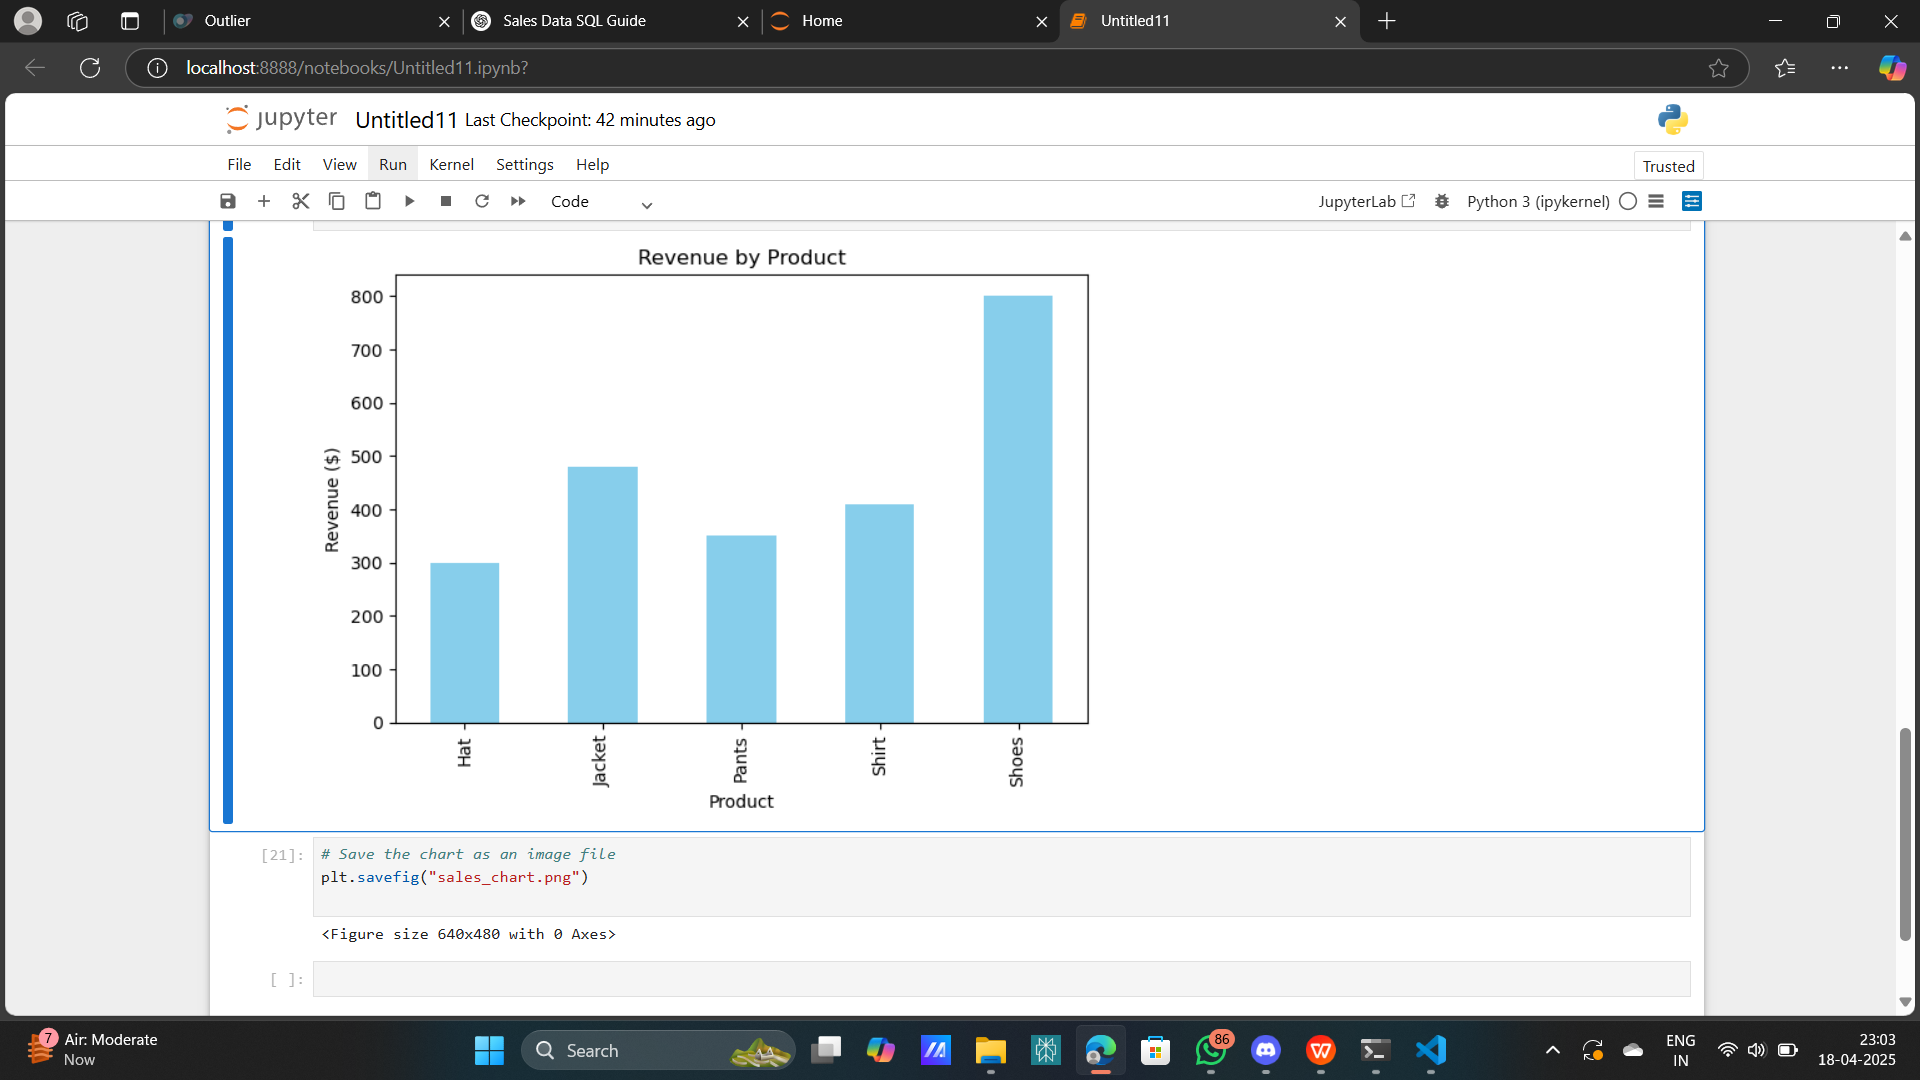 Outlier
Sales Data SQL Guide
Home
Untitled11
localhost:8888/notebooks/Untitled11.ipynb?
jupyter Untitled11 Last Checkpoint: 42 minutes ago
File Edit View Run Kernel Settings Help
Trusted
Code
JupyterLab
Python 3 (ipykernel)
Revenue by Product
800
700
600
500
400
300
200
100
0
Revenue ($)
Hat
Jacket
Pants
Shirt
Shoes
Product
[21]:
# Save the chart as an image file
plt.savefig("sales_chart.png")
<Figure size 640x480 with 0 Axes>
[ ]:
7
Air: Moderate
Now
Search
86
W
ENG
IN
23:03
18-04-2025